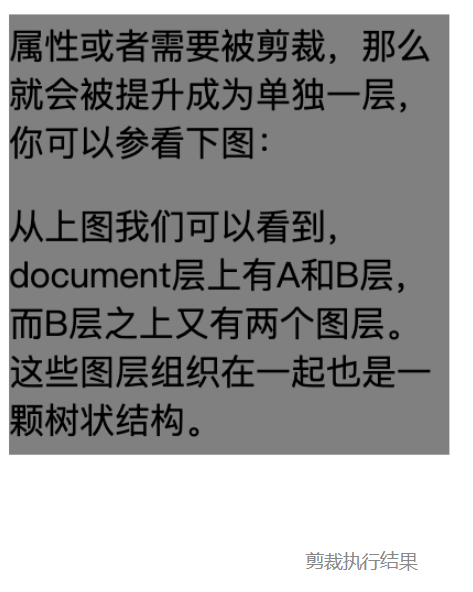 属性或者需要被剪裁，那么
就会被提升成为单独一层，
你可以参看下图：
从上图我们可以看到，
document层上有A和B层，
而B层之上又有两个图层。
这些图层组织在一起也是一
颗树状结构。
剪裁执行结果